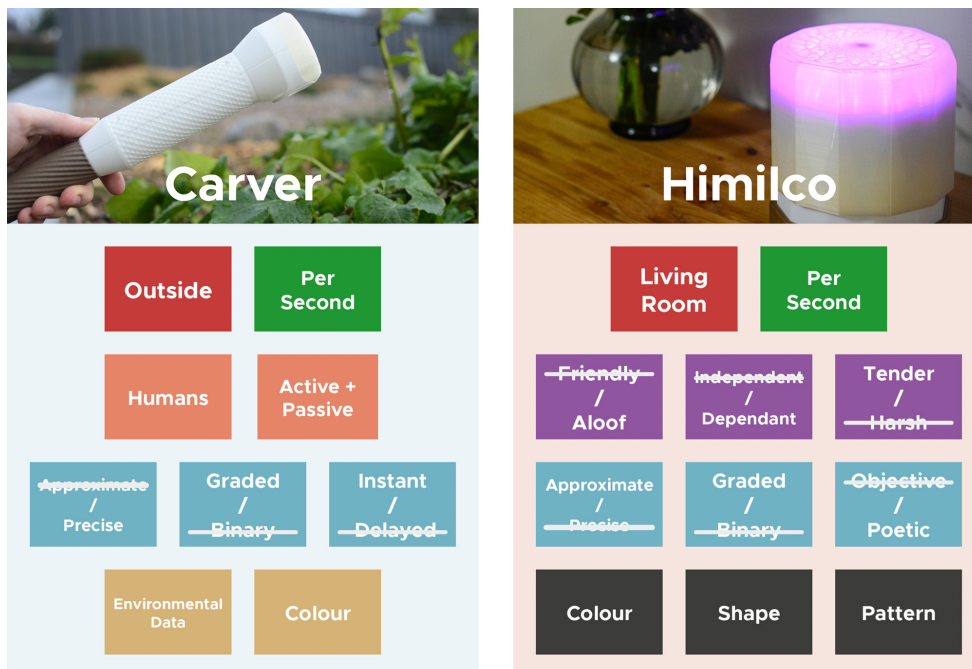 Carver
Outside
Per
Second
Humans
Active +
Passive
Approximate
/
Precise
Graded
/
Binary
Instant
/
Delayed
Environmental
Data
Colour
Himilco
Living
Room
Per
Second
Friendly
/
Aloof
Independent
/
Dependant
Tender
/
Harsh
Approximate
/
Precise
Graded
/
Binary
Objective
/
Poetic
Colour
Shape
Pattern